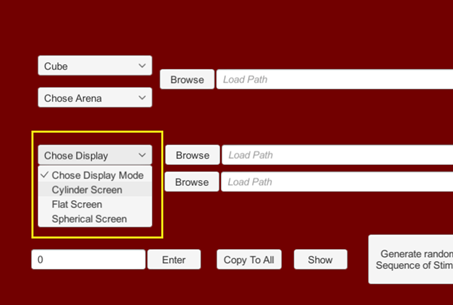 Cube
Browse Load Path
Chose Arena
Chose Display Browse Load Path
Chose Display Mode Browse Load Path
Cylinder Screen
Flat Screen
Spherical Screen
0 Enter Copy To All Show
Generate random
Sequence of Stim